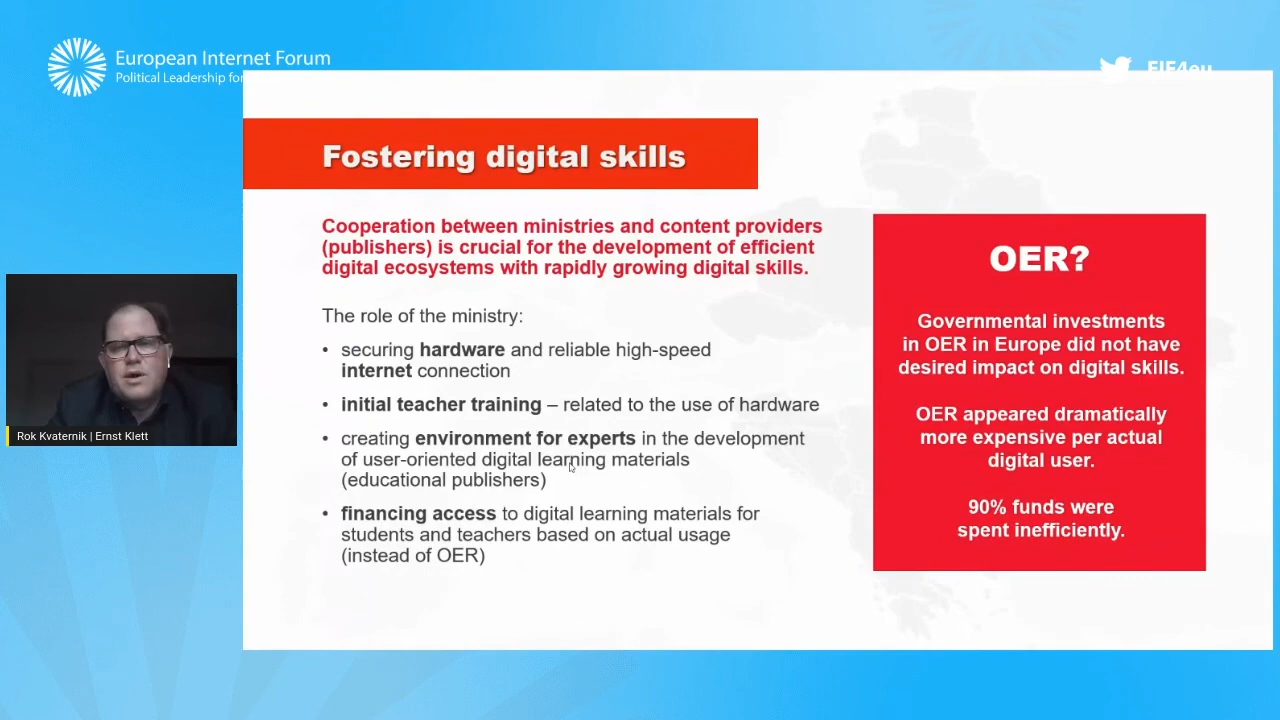 European Internet Forum
Political Leadership for
EIF4eu
Fostering digital skills
Cooperation between ministries and content providers
(publishers) is crucial for the development of efficient
digital ecosystems with rapidly growing digital skills.
The role of the ministry:
• securing hardware and reliable high-speed
internet connection
• initial teacher training – related to the use of hardware
• creating environment for experts in the development
of user-oriented digital learning materials
(educational publishers)
• financing access to digital learning materials for
students and teachers based on actual usage
(instead of OER)
OER?
Governmental investments
in OER in Europe did not have
desired impact on digital skills.
OER appeared dramatically
more expensive per actual
digital user.
90% funds were
spent inefficiently.
Rok Kvaternik | Ernst Klett